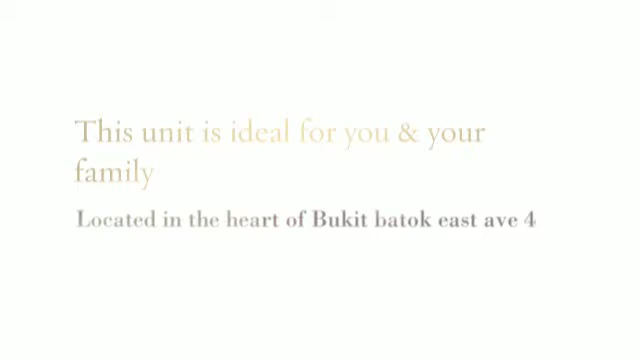 This unit is ideal for you & your
family
Located in the heart of Bukit batok east ave 4